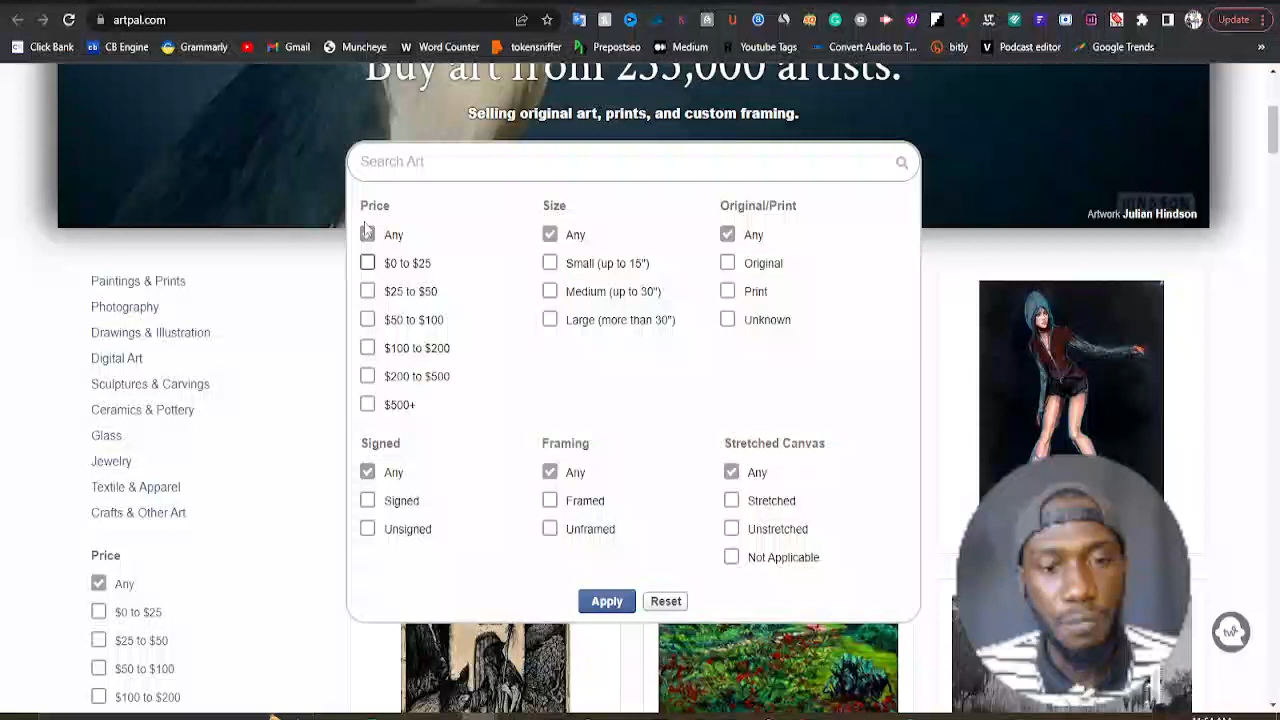 artpal.com
Update
Click Bank
CB Engine
Grammarly
Gmail
Muncheye
Word Counter
tokensniffer
Prepostseo
Medium
Youtube Tags
Convert Audio to T...
bitly
Podcast editor
Google Trends
»
Buy art from 235,000 artists.
Selling original art, prints, and custom framing.
Search Art
Artwork Julian Hindson
Price
Any
$0 to $25
$25 to $50
$50 to $100
$100 to $200
$200 to $500
$500+
Size
Any
Small (up to 15")
Medium (up to 30")
Large (more than 30")
Original/Print
Any
Original
Print
Unknown
Signed
Any
Signed
Unsigned
Framing
Any
Framed
Unframed
Stretched Canvas
Any
Stretched
Unstretched
Not Applicable
Apply
Reset
Paintings & Prints
Photography
Drawings & Illustration
Digital Art
Sculptures & Carvings
Ceramics & Pottery
Glass
Jewelry
Textile & Apparel
Crafts & Other Art
Price
Any
$0 to $25
$25 to $50
$50 to $100
$100 to $200